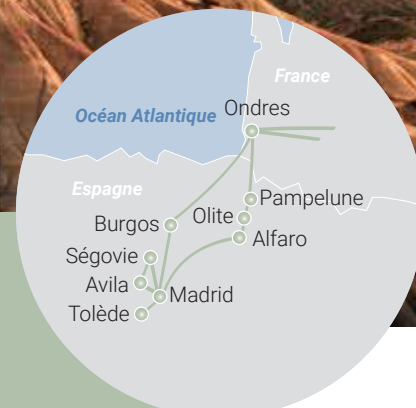 France
Océan Atlantique
Ondres
Espagne
Pampelune
Olite
Burgos
Alfaro
Ségovie
Avila
Madrid
Tolède